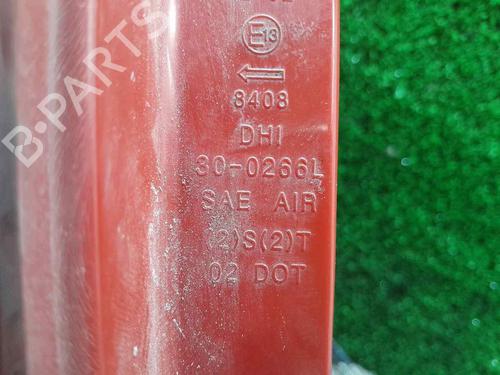 E13
8408
DHI
30-0266L
SAE AIR
(2)S(2)T
02 DOT
B-PARTS